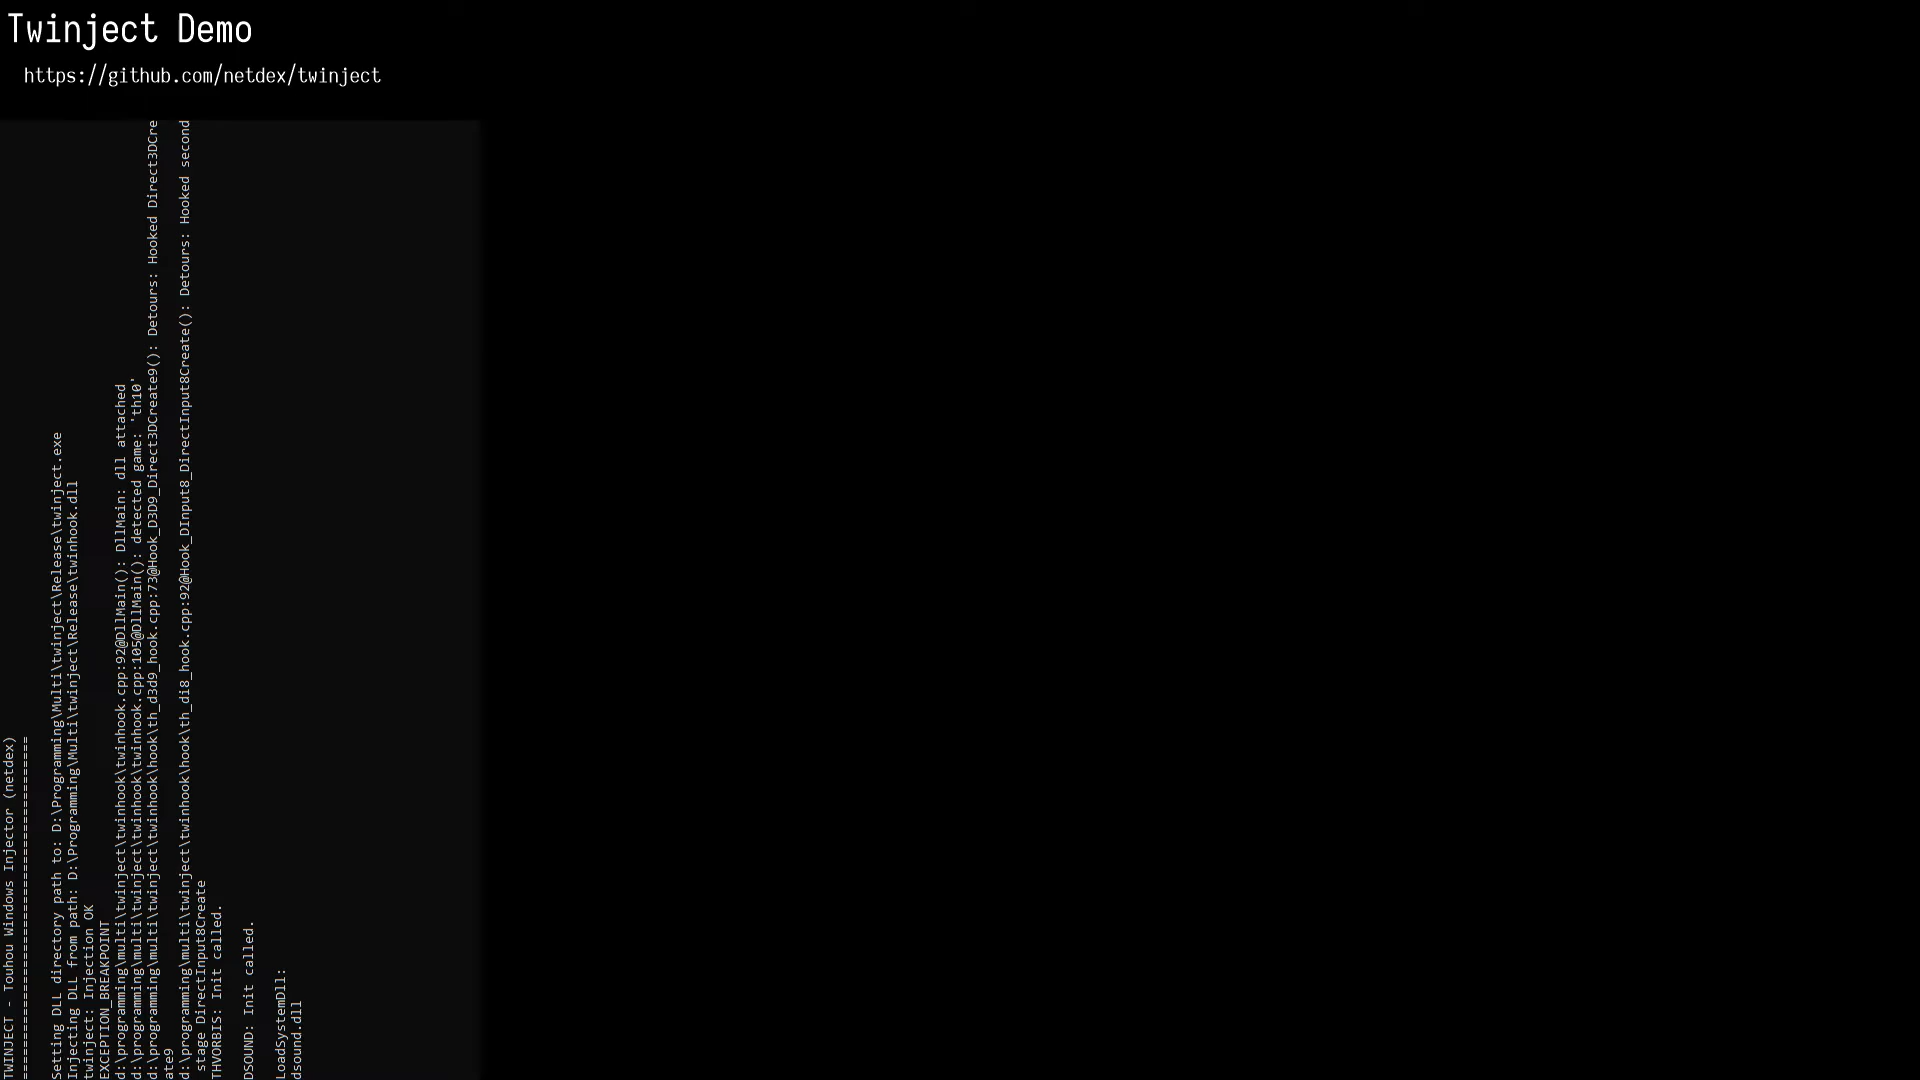 Twinject Demo
https://github.com/netdex/twinject
TWINJECT - Touhou Windows Injector (netdex)
===========================================
Setting DLL directory path to: D:\Programming\Multi\twinject\Release\twinject.exe
Injecting DLL from path: D:\Programming\Multi\twinject\Release\twinhook.dll
twinject: Injection OK
EXCEPTION_BREAKPOINT
d:\programming\multi\twinject\twinhook\twinhook.cpp:92@DllMain(): DllMain: dll attached
d:\programming\multi\twinject\twinhook\twinhook.cpp:105@DllMain(): detected game: 'th10'
d:\programming\multi\twinject\twinhook\hook\th_d3d9_hook.cpp:73@Hook_D3D9_Direct3DCreate9(): Detours: Hooked Direct3DCre
ate9
d:\programming\multi\twinject\twinhook\hook\th_di8_hook.cpp:92@Hook_DInput8_DirectInput8Create(): Detours: Hooked second
stage DirectInput8Create
THVORBIS: Init called.
DSOUND: Init called.
LoadSystemDll:
dsound.dll